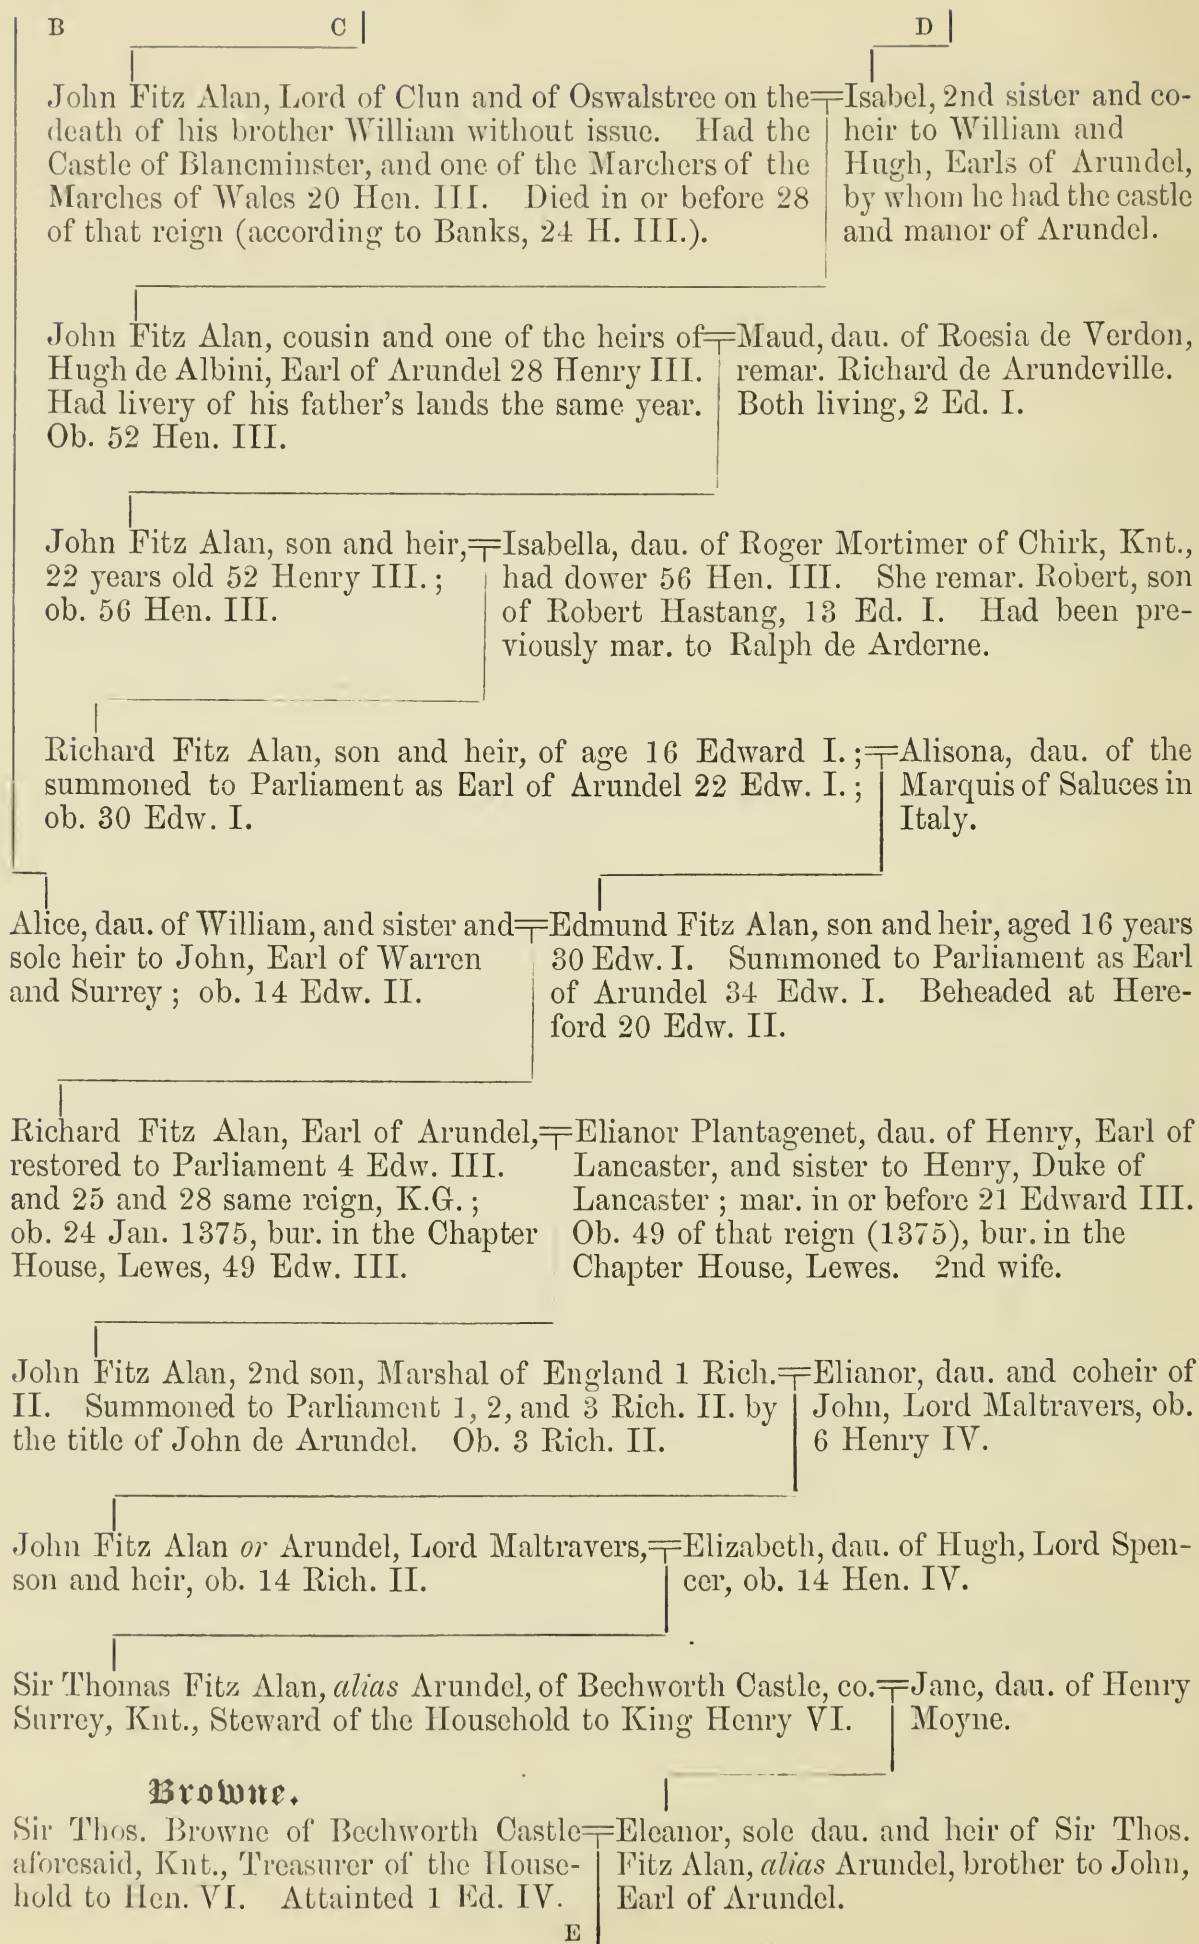 B C D
John Fitz Alan, Lord of Clun and of Oswalstree on the
death of his brother William without issue. Had the
Castle of Blancminster, and one of the Marchers of the
Marches of Wales 20 Hen. III. Died in or before 28
of that reign (according to Banks, 24 H. III.).
Isabel, 2nd sister and co-
heir to William and
Hugh, Earls of Arundel,
by whom he had the castle
and manor of Arundel.
John Fitz Alan, cousin and one of the heirs of
Hugh de Albini, Earl of Arundel 28 Henry III.
Had livery of his father's lands the same year.
Ob. 52 Hen. III.
Maud, dau. of Roesia de Verdon,
remar. Richard de Arundeville.
Both living, 2 Ed. I.
John Fitz Alan, son and heir,
22 years old 52 Henry III.;
ob. 56 Hen. III.
Isabella, dau. of Roger Mortimer of Chirk, Knt.,
had dower 56 Hen. III. She remar. Robert, son
of Robert Hastang, 13 Ed. I. Had been pre-
viously mar. to Ralph de Arderne.
Richard Fitz Alan, son and heir, of age 16 Edward I.;
summoned to Parliament as Earl of Arundel 22 Edw. I.;
ob. 30 Edw. I.
Alisona, dau. of the
Marquis of Saluces in
Italy.
Alice, dau. of William, and sister and
sole heir to John, Earl of Warren
and Surrey; ob. 14 Edw. II.
Edmund Fitz Alan, son and heir, aged 16 years
30 Edw. I. Summoned to Parliament as Earl
of Arundel 34 Edw. I. Beheaded at Here-
ford 20 Edw. II.
Richard Fitz Alan, Earl of Arundel,
restored to Parliament 4 Edw. III.
and 25 and 28 same reign, K.G.;
ob. 24 Jan. 1375, bur. in the Chapter
House, Lewes, 49 Edw. III.
Elianor Plantagenet, dau. of Henry, Earl of
Lancaster, and sister to Henry, Duke of
Lancaster; mar. in or before 21 Edward III.
Ob. 49 of that reign (1375), bur. in the
Chapter House, Lewes. 2nd wife.
John Fitz Alan, 2nd son, Marshal of England 1 Rich.
II. Summoned to Parliament 1, 2, and 3 Rich. II. by
the title of John de Arundel. Ob. 3 Rich. II.
Elianor, dau. and coheir of
John, Lord Maltravers, ob.
6 Henry IV.
John Fitz Alan or Arundel, Lord Maltravers,
son and heir, ob. 14 Rich. II.
Elizabeth, dau. of Hugh, Lord Spen-
cer, ob. 14 Hen. IV.
Sir Thomas Fitz Alan, alias Arundel, of Bechworth Castle, co.
Surrey, Knt., Steward of the Household to King Henry VI.
Jane, dau. of Henry
Moyne.
Browne.
Sir Thos. Browne of Bechworth Castle
aforesaid, Knt., Treasurer of the House-
hold to Hen. VI. Attainted 1 Ed. IV.
Eleanor, sole dau. and heir of Sir Thos.
Fitz Alan, alias Arundel, brother to John,
Earl of Arundel.
E